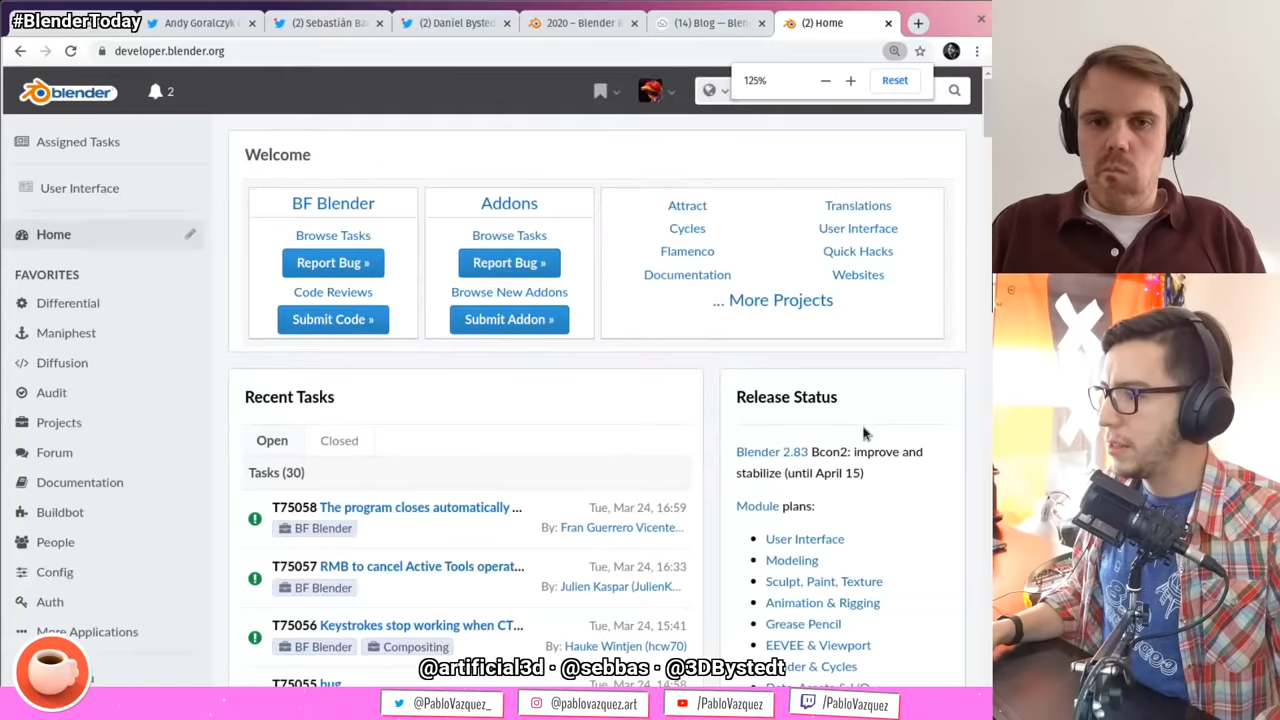 #BlenderToday
Andy Goralczyk
(2) Sebastián Ba
(2) Daniel Bysted
2020 – Blender &
(14) Blog — Blen
(2) Home
developer.blender.org
blender
2
125%
Reset
Assigned Tasks
User Interface
Home
FAVORITES
Differential
Maniphest
Diffusion
Audit
Projects
Forum
Documentation
Buildbot
People
Config
Auth
More Applications
Welcome
BF Blender
Browse Tasks
Report Bug »
Code Reviews
Submit Code »
Addons
Browse Tasks
Report Bug »
Browse New Addons
Submit Addon »
Attract
Translations
Cycles
User Interface
Flamenco
Quick Hacks
Documentation
Websites
... More Projects
Recent Tasks
Open
Closed
Tasks (30)
T75058 The program closes automatically ...
Tue, Mar 24, 16:59
BF Blender
By: Fran Guerrero Vicente...
T75057 RMB to cancel Active Tools operat...
Tue, Mar 24, 16:33
BF Blender
By: Julien Kaspar (JulienK...
T75056 Keystrokes stop working when CT...
Tue, Mar 24, 15:41
BF Blender
Compositing
By: Hauke Wintjen (hcw70)
T75055 bug
Tue, Mar 24, 14:58
Release Status
Blender 2.83 Bcon2: improve and
stabilize (until April 15)
Module plans:
User Interface
Modeling
Sculpt, Paint, Texture
Animation & Rigging
Grease Pencil
EEVEE & Viewport
& Cycles
@artificial3d · @sebbas · @3DBystedt
@PabloVazquez_
@pablovazquez.art
/PabloVazquez
/PabloVazquez